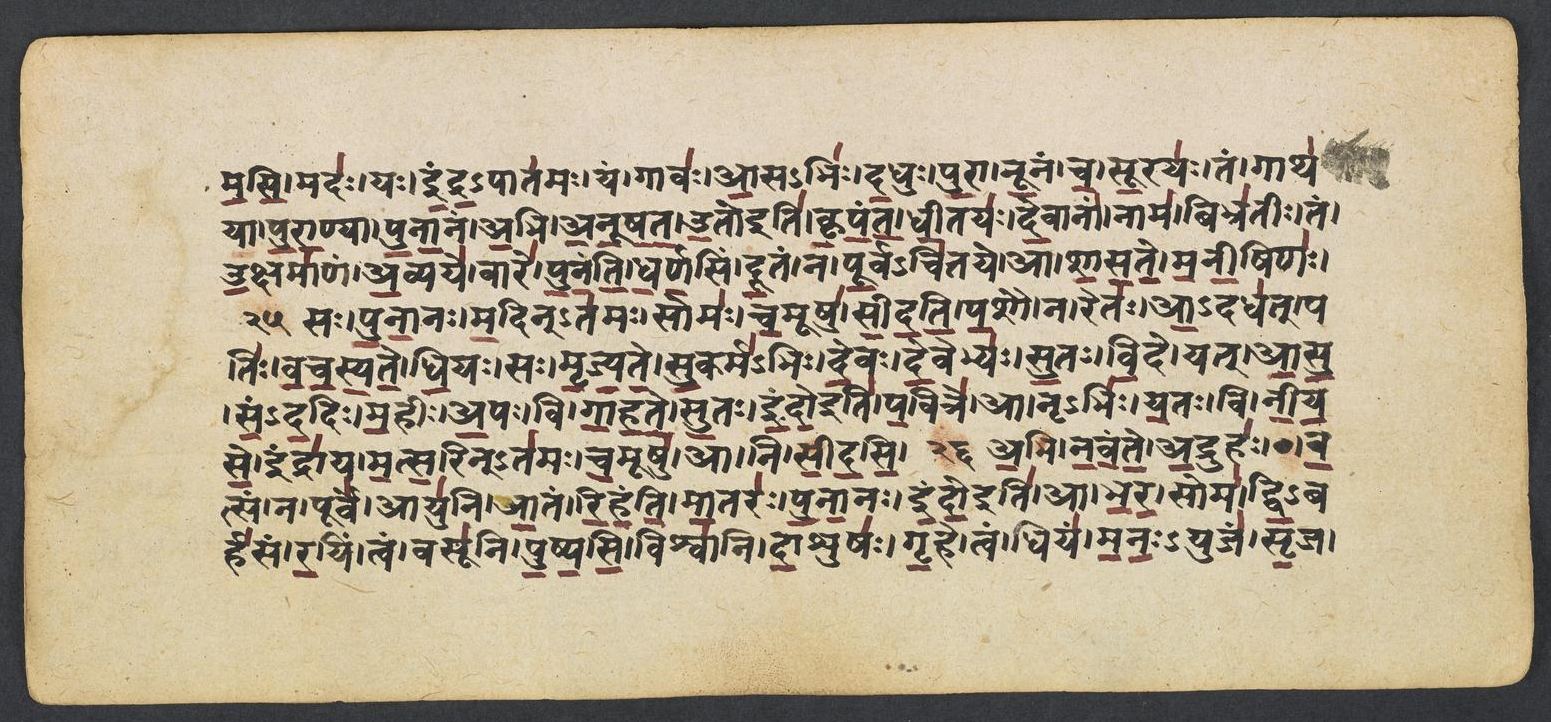 मसि।मदः।यः।इंद्रऽपातमः।यं।गावः।आसऽभिः।दधुः।पुरा।नूनं।च।सूरयः।तं।गाथ
या।पुराण्या।पुनानं।अभि।अनूषत।उतोइति।कृपंत।धीतयः।देवानां।नाम।बिभ्रतीः।तं।
उक्षमाणं।अव्यये।वारे।पुनंति।धर्णसिं।दूतं।न।पूर्वऽचित्तये।आ।शासते।मनीषिणः।
२५ सः।पुनानः।मदिन्ऽतमः।सोमः।चमूषु।सीदति।पशौ।न।रेतः।आऽदधत्।प
तिः।वचस्यते।धियः।सः।मृज्यते।सुकर्मऽभिः।देवः।देवेभ्यः।सुतः।विदे।यत्।आसु
।संऽददिः।महीः।अपः।वि।गाहते।सुतः।इंदोइति।पवित्रे।आ।नृऽभिः।यतः।वि।नीय
से।इंद्राय।मत्सरिन्ऽतमः।चमूषु।आ।नि।सीदसि। २६ अभि।नवंते।अद्रुहः।०।व
त्सं।न।पूर्वे।आयुनि।जातं।रिहंति।मातरः।पुनानः।इंदोइति।आ।भर।सोम।द्विऽब
र्हसं।रयिं।त्वं।वसूनि।पुष्यसि।विश्वानि।दाशुषः।गृहे।त्वं।धियं।मनःऽयुजं।सृज।